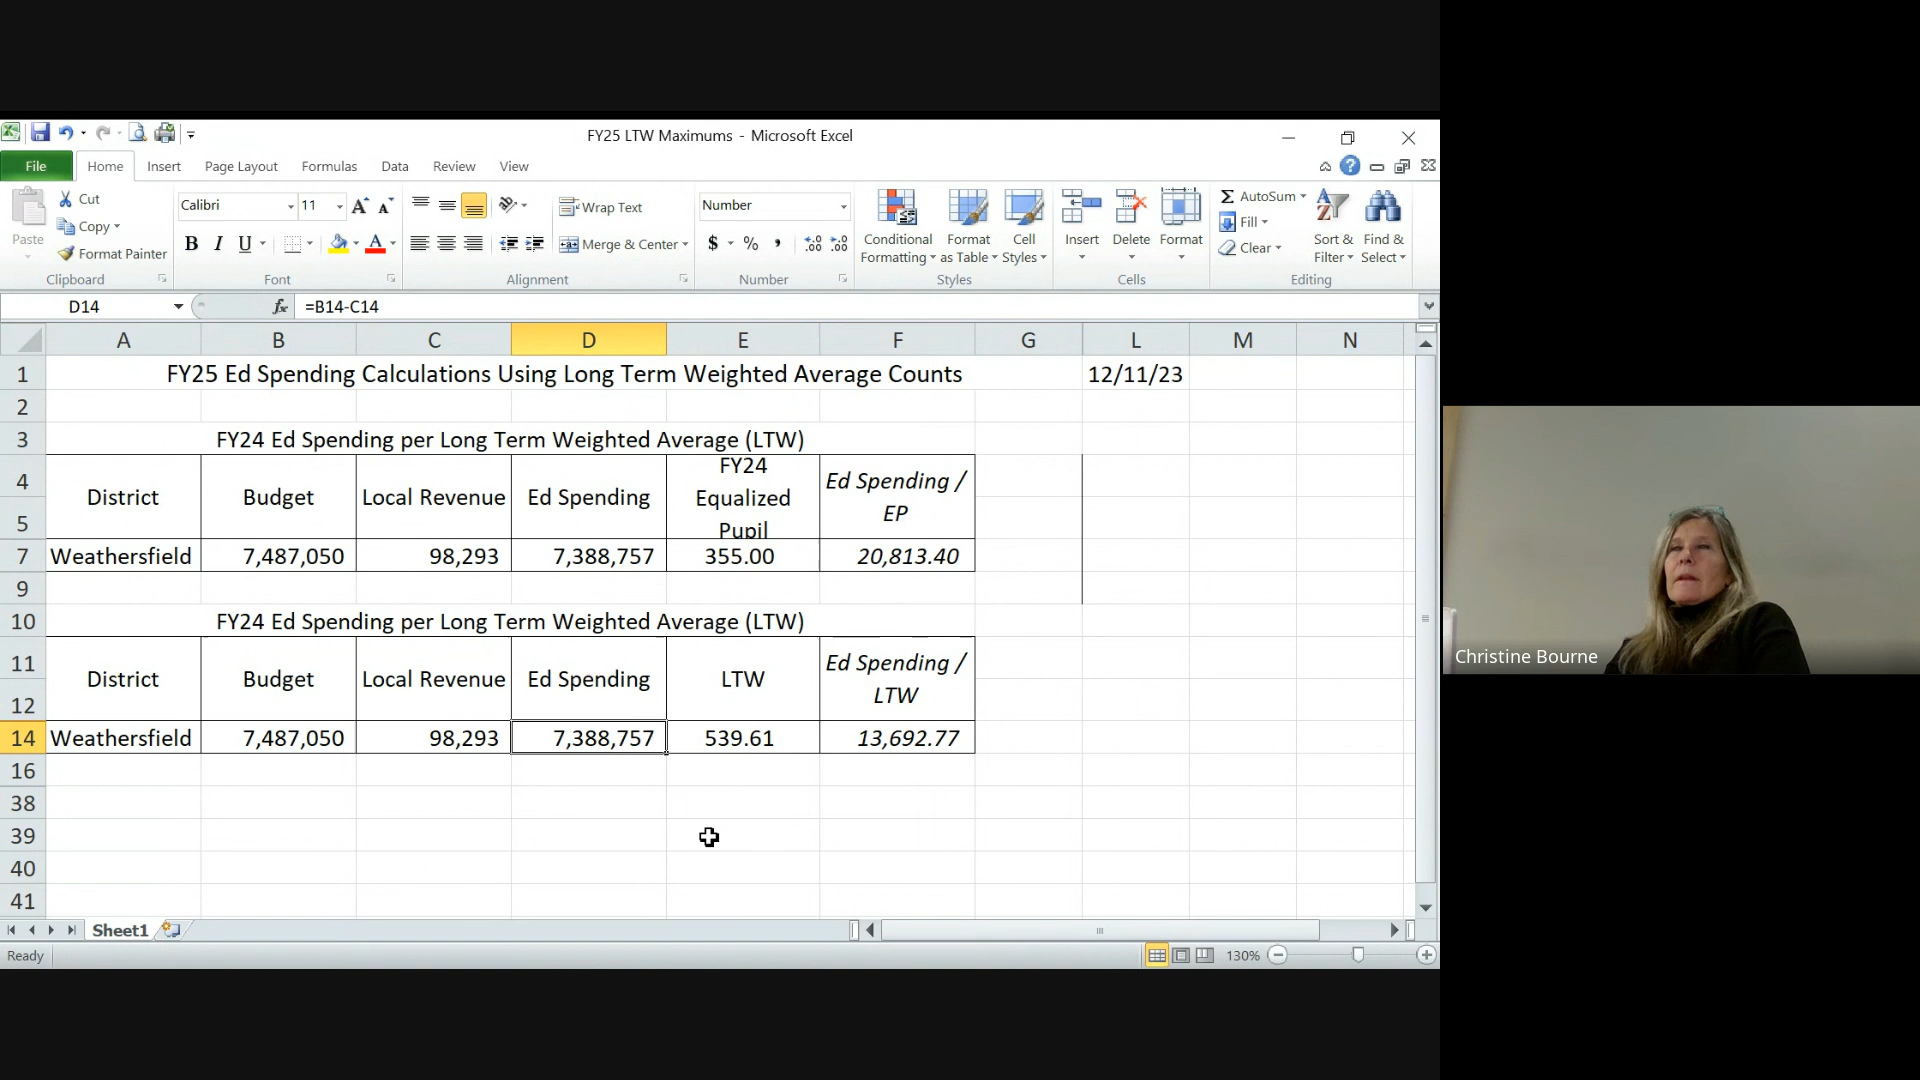 FY25 LTW Maximums - Microsoft Excel
File Home Insert Page Layout Formulas Data Review View
Paste
Cut
Copy
Format Painter
Clipboard
Calibri 11
B I U
Font
Wrap Text
Merge & Center
Alignment
Number
$ % ,
Number
Conditional Formatting
Format as Table
Cell Styles
Styles
Insert Delete Format
Cells
AutoSum
Fill
Clear
Sort & Filter
Find & Select
Editing
D14 fx =B14-C14
A B C D E F G L M N
1 FY25 Ed Spending Calculations Using Long Term Weighted Average Counts 12/11/23
2
3 FY24 Ed Spending per Long Term Weighted Average (LTW)
4
5
District Budget Local Revenue Ed Spending FY24 Equalized Pupil Ed Spending / EP
7 Weathersfield 7,487,050 98,293 7,388,757 355.00 20,813.40
9
10 FY24 Ed Spending per Long Term Weighted Average (LTW)
11
12
District Budget Local Revenue Ed Spending LTW Ed Spending / LTW
14 Weathersfield 7,487,050 98,293 7,388,757 539.61 13,692.77
16
38
39
40
41
Sheet1
Ready 130%
Christine Bourne